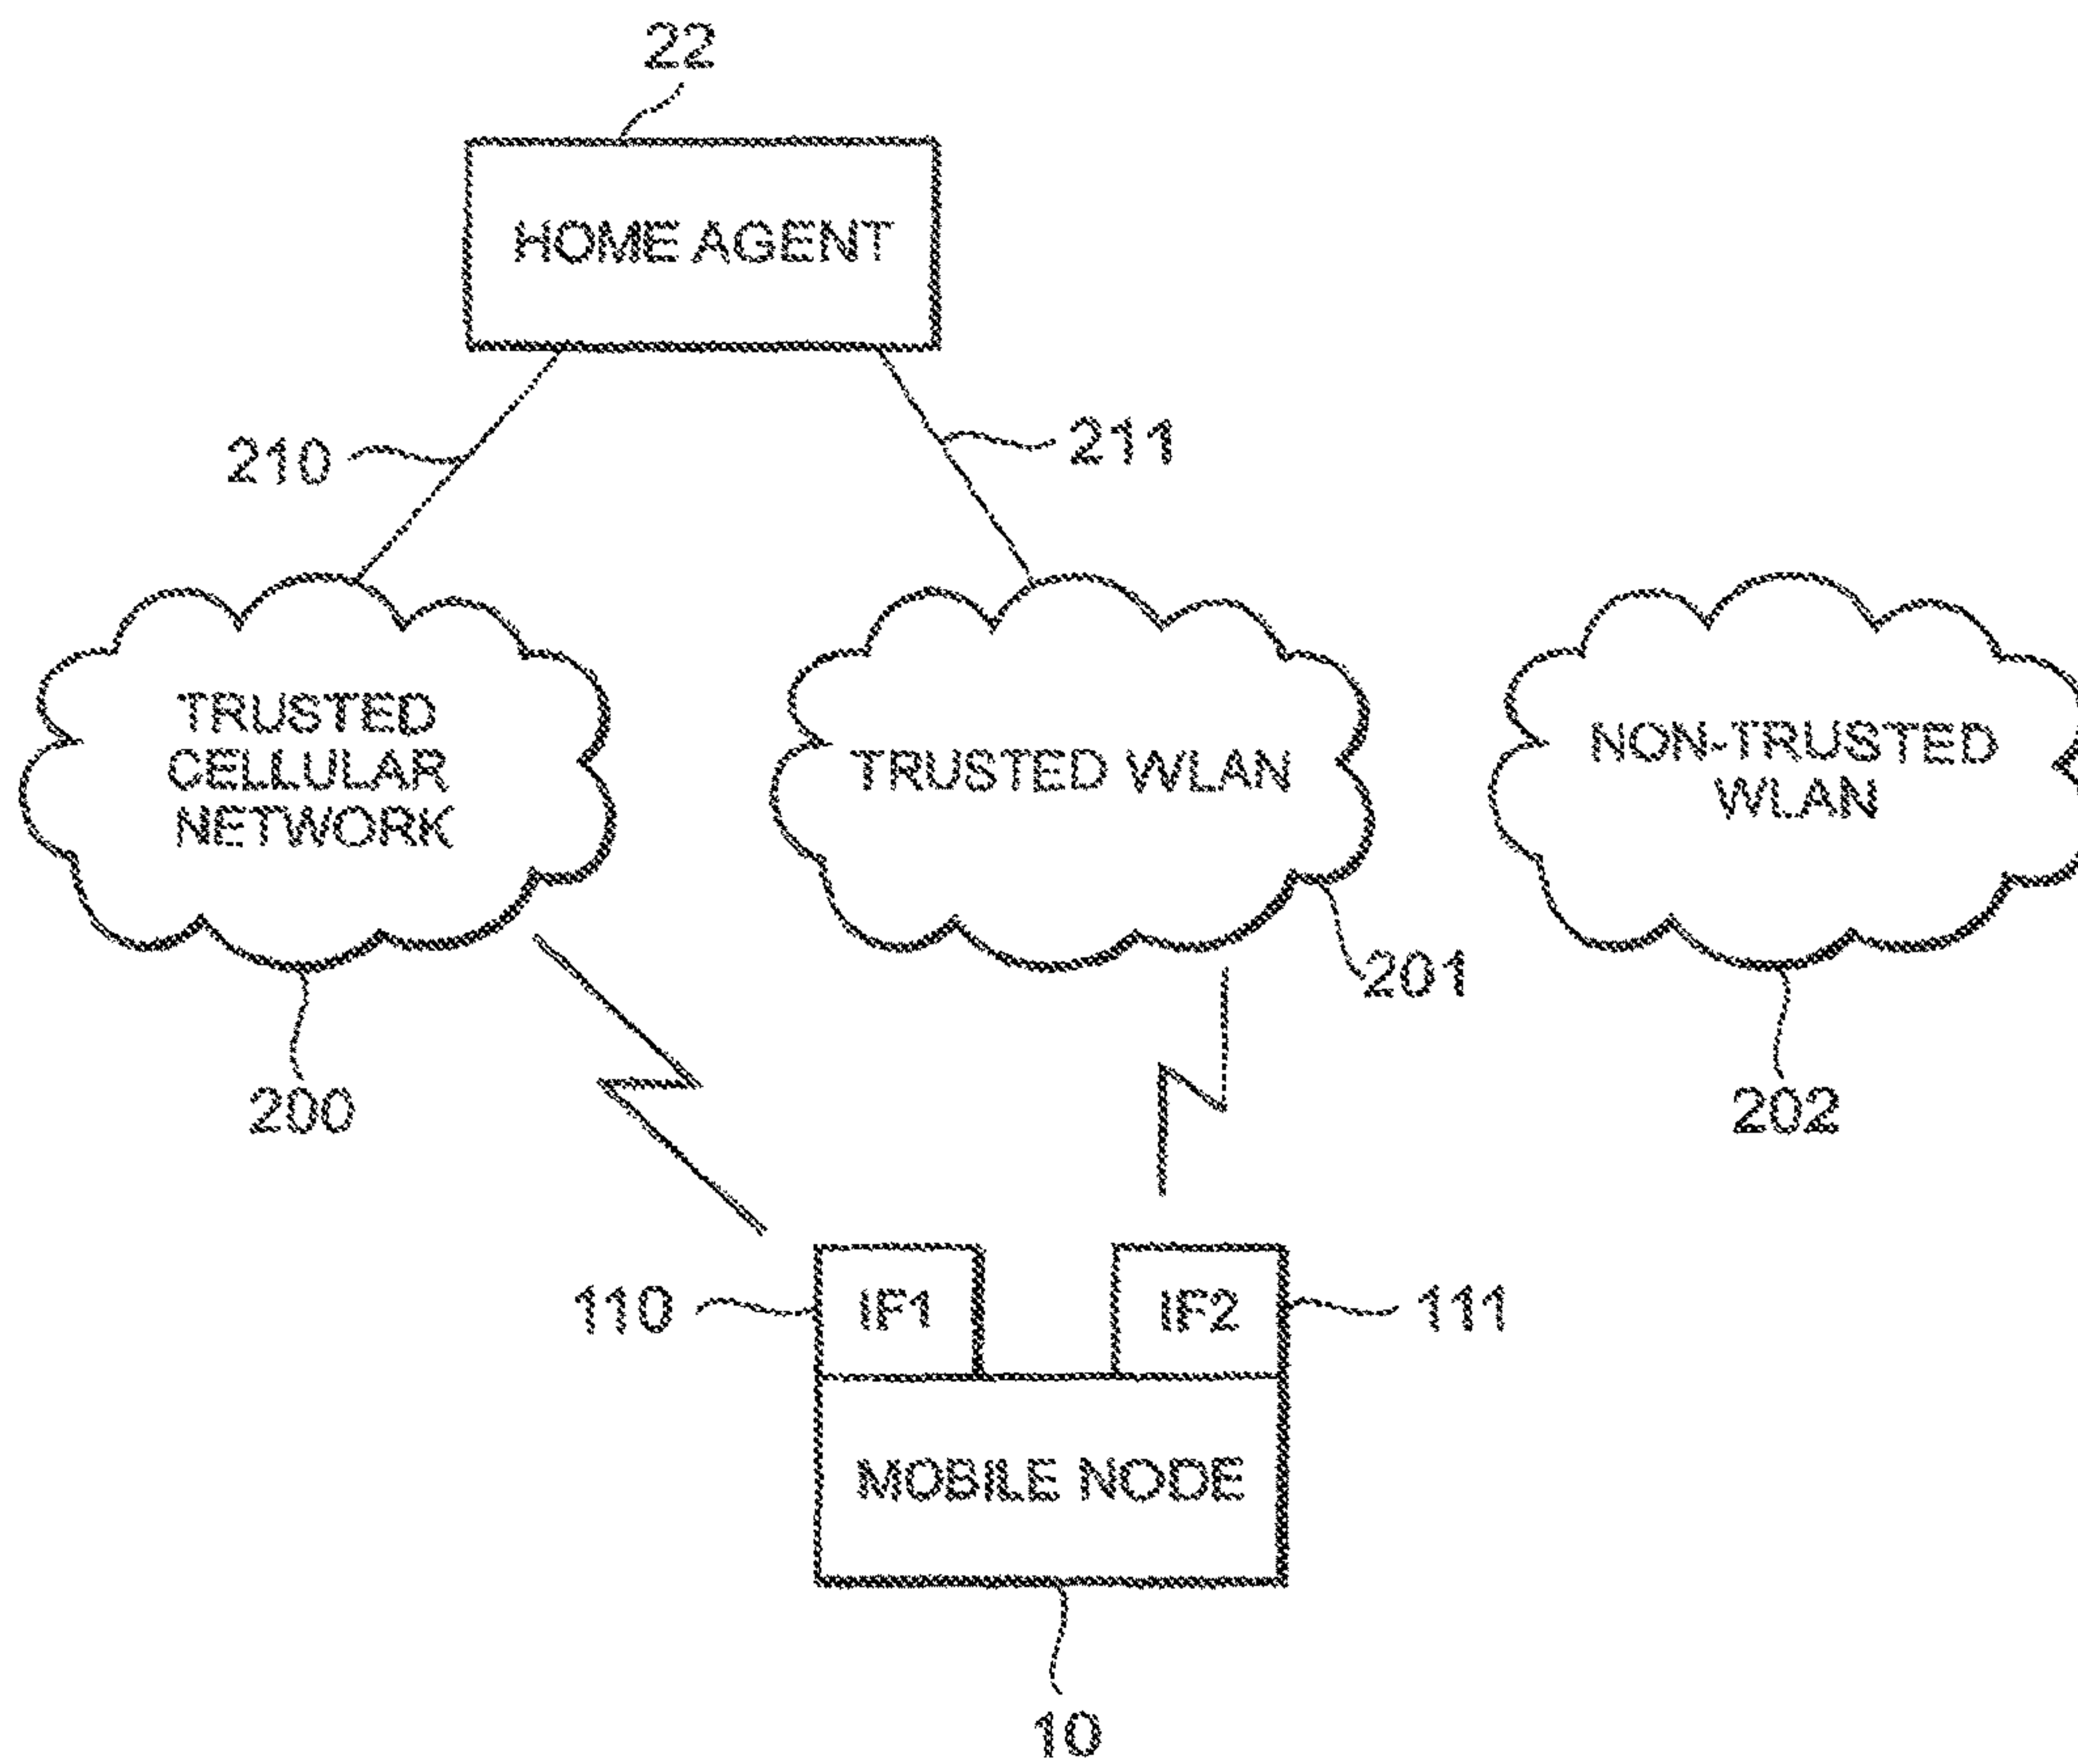 22
HOME AGENT
210
211
TRUSTED
CELLULAR
NETWORK
TRUSTED WLAN
NON-TRUSTED
WLAN
201
200
202
110
IF1
IF2
111
MOBILE NODE
10